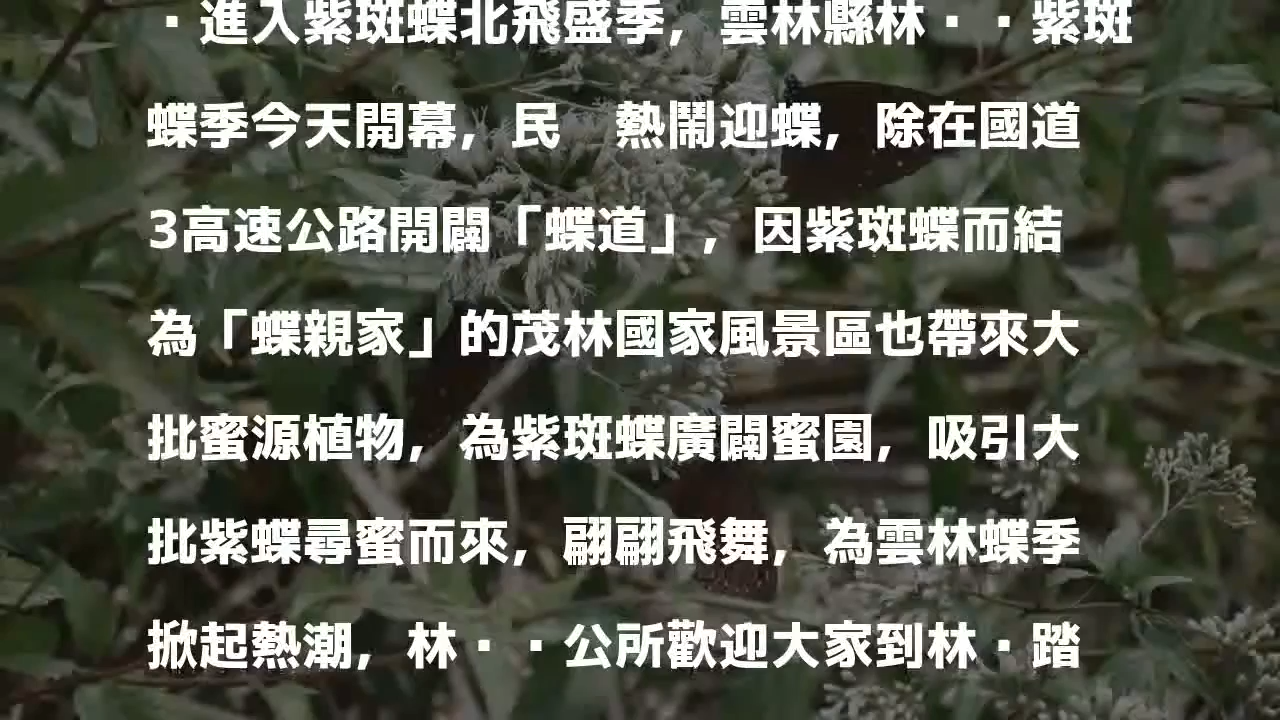 ·進入紫斑蝶北飛盛季，雲林縣林··紫斑
蝶季今天開幕，民　熱鬧迎蝶，除在國道
3高速公路開闢「蝶道」，因紫斑蝶而結
為「蝶親家」的茂林國家風景區也帶來大
批蜜源植物，為紫斑蝶廣闢蜜園，吸引大
批紫蝶尋蜜而來，翩翩飛舞，為雲林蝶季
掀起熱潮，林··公所歡迎大家到林·踏